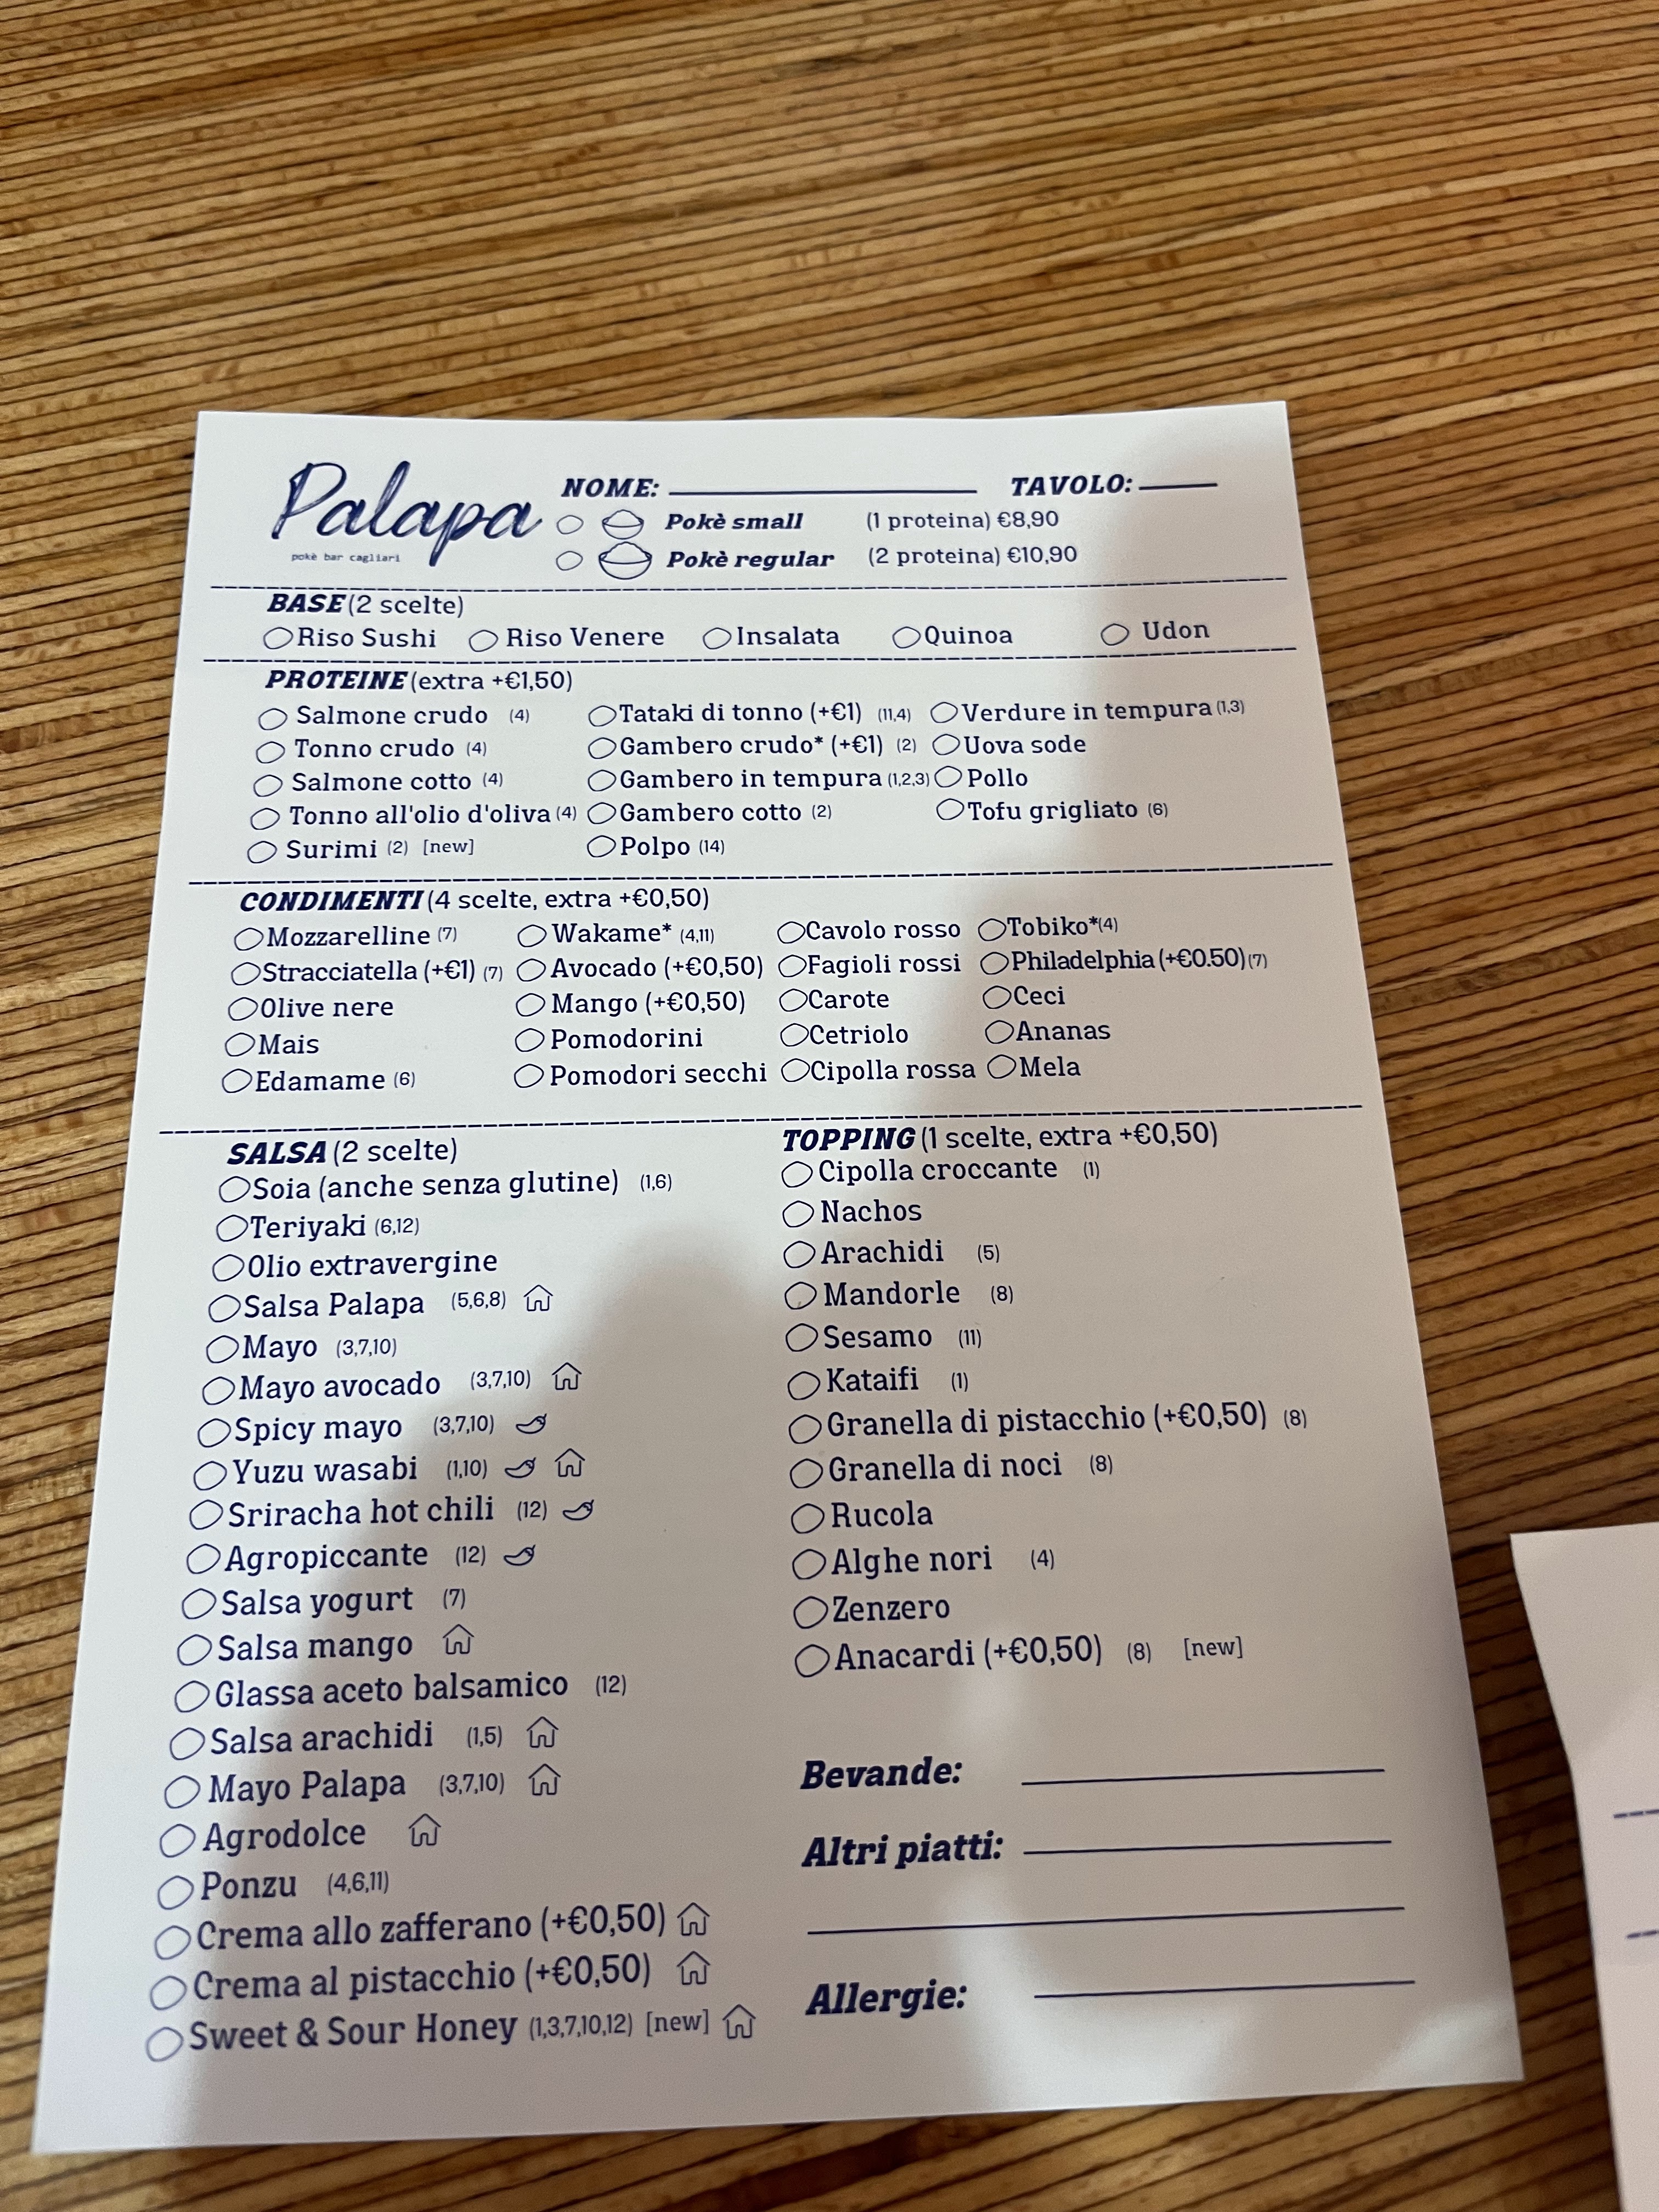 Palapa
pokè bar cagliari
NOME: TAVOLO:
Pokè small (1 proteina) €8,90
Pokè regular (2 proteina) €10,90
BASE (2 scelte)
Riso Sushi Riso Venere Insalata Quinoa Udon
PROTEINE (extra +€1,50)
Salmone crudo (4) Tataki di tonno (+€1) (11,4) Verdure in tempura (1,3)
Tonno crudo (4) Gambero crudo* (+€1) (2) Uova sode
Salmone cotto (4) Gambero in tempura (1,2,3) Pollo
Tonno all'olio d'oliva (4) Gambero cotto (2) Tofu grigliato (6)
Surimi (2) [new] Polpo (14)
CONDIMENTI (4 scelte, extra +€0,50)
Mozzarelline (7) Wakame* (4,11) Cavolo rosso Tobiko*(4)
Stracciatella (+€1) (7) Avocado (+€0,50) Fagioli rossi Philadelphia (+€0.50) (7)
Olive nere Mango (+€0,50) Carote Ceci
Mais Pomodorini Cetriolo Ananas
Edamame (6) Pomodori secchi Cipolla rossa Mela
SALSA (2 scelte)
Soia (anche senza glutine) (1,6)
Teriyaki (6,12)
Olio extravergine
Salsa Palapa (5,6,8)
Mayo (3,7,10)
Mayo avocado (3,7,10)
Spicy mayo (3,7,10)
Yuzu wasabi (1,10)
Sriracha hot chili (12)
Agropiccante (12)
Salsa yogurt (7)
Salsa mango
Glassa aceto balsamico (12)
Salsa arachidi (1,5)
Mayo Palapa (3,7,10)
Agrodolce
Ponzu (4,6,11)
Crema allo zafferano (+€0,50)
Crema al pistacchio (+€0,50)
Sweet & Sour Honey (1,3,7,10,12) [new]
TOPPING (1 scelte, extra +€0,50)
Cipolla croccante (1)
Nachos
Arachidi (5)
Mandorle (8)
Sesamo (11)
Kataifi (1)
Granella di pistacchio (+€0,50) (8)
Granella di noci (8)
Rucola
Alghe nori (4)
Zenzero
Anacardi (+€0,50) (8) [new]
Bevande:
Altri piatti:
Allergie: